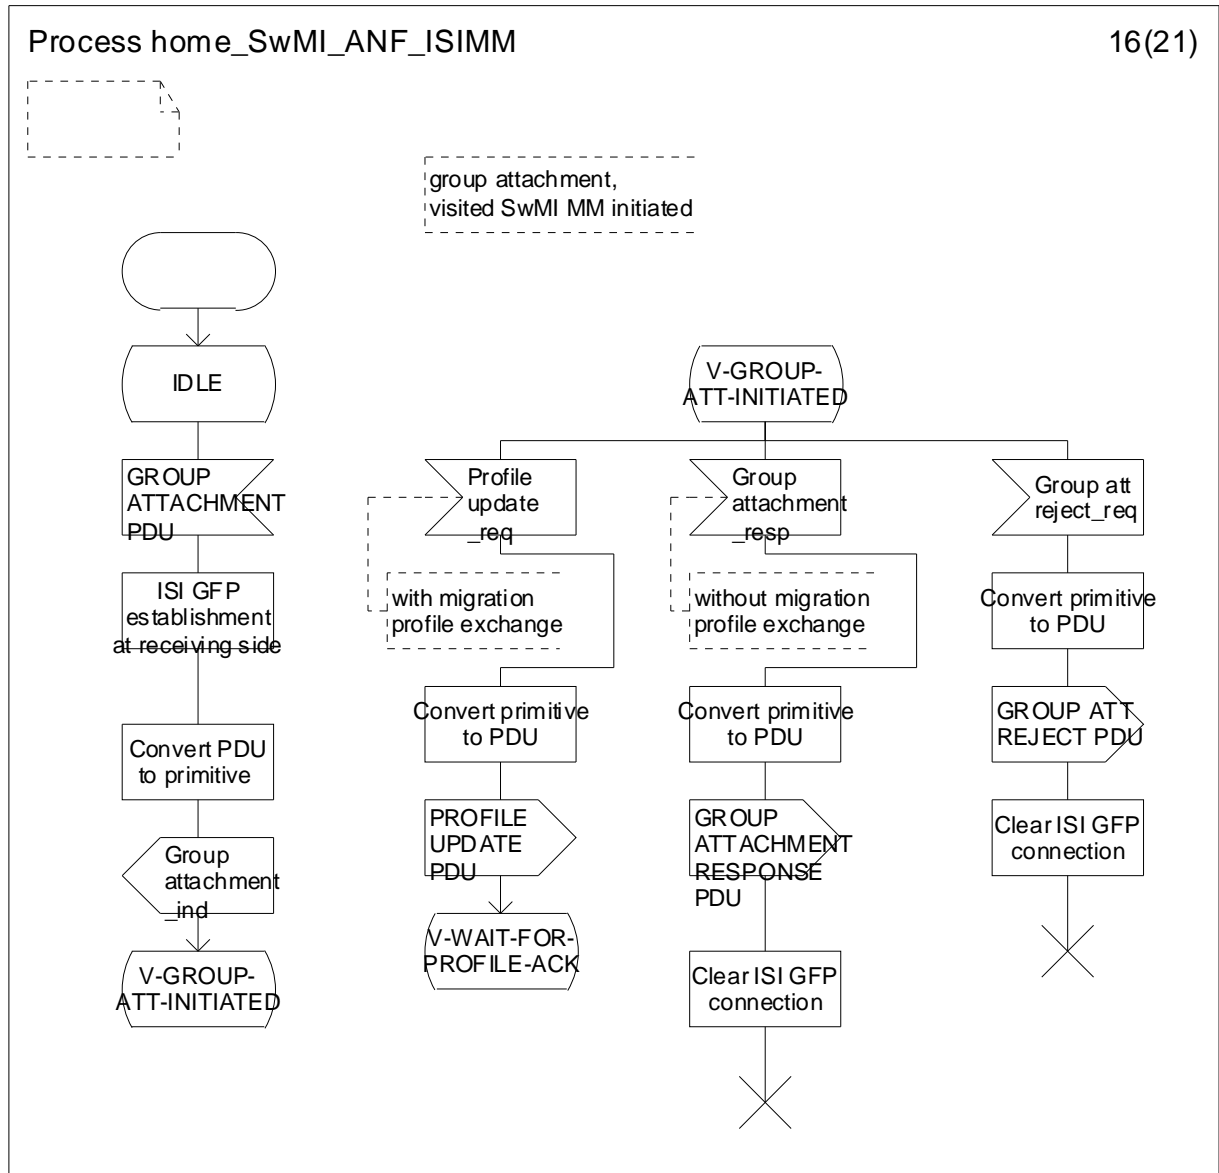 Process home_SwMI_ANF_ISIMM
16(21)
group attachment,
visited SwMI MM initiated
IDLE
GROUP
ATTACHMENT
PDU
ISI GFP
establishment
at receiving side
Convert PDU
to primitive
Group
attachment
_ind
V-GROUP-
ATT-INITIATED
V-GROUP-
ATT-INITIATED
Profile
update
_req
with migration
profile exchange
Convert primitive
to PDU
PROFILE
UPDATE
PDU
V-WAIT-FOR-
PROFILE-ACK
Group
attachment
_resp
without migration
profile exchange
Convert primitive
to PDU
GROUP
ATTACHMENT
RESPONSE
PDU
Clear ISI GFP
connection
Group att
reject_req
Convert primitive
to PDU
GROUP ATT
REJECT PDU
Clear ISI GFP
connection